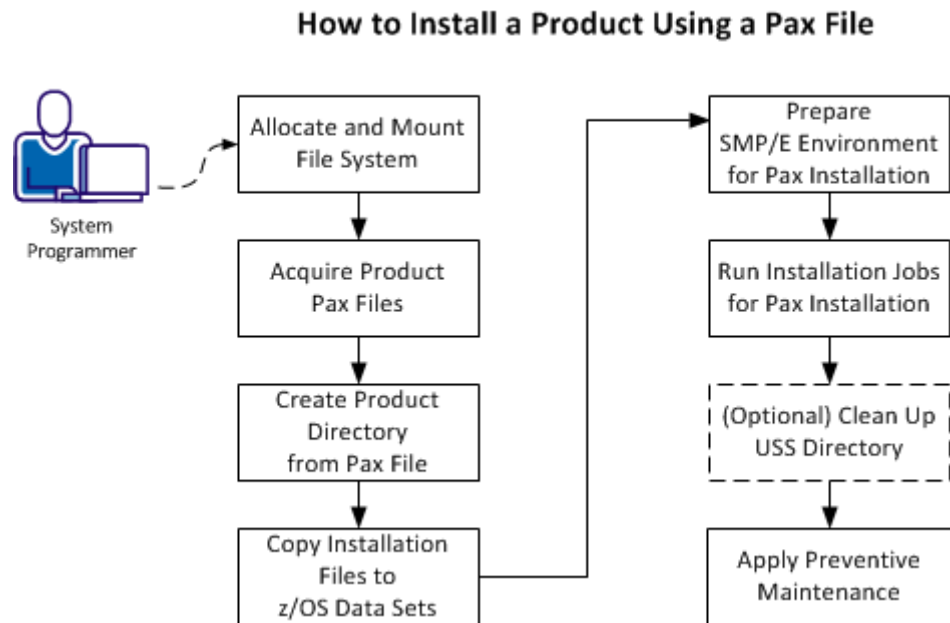 How to Install a Product Using a Pax File
System
Programmer
Allocate and Mount
File System
Acquire Product
Pax Files
Create Product
Directory
from Pax File
Copy Installation
Files to
z/OS Data Sets
Prepare
SMP/E Environment
for Pax Installation
Run Installation Jobs
for Pax Installation
(Optional) Clean Up
USS Directory
Apply Preventive
Maintenance